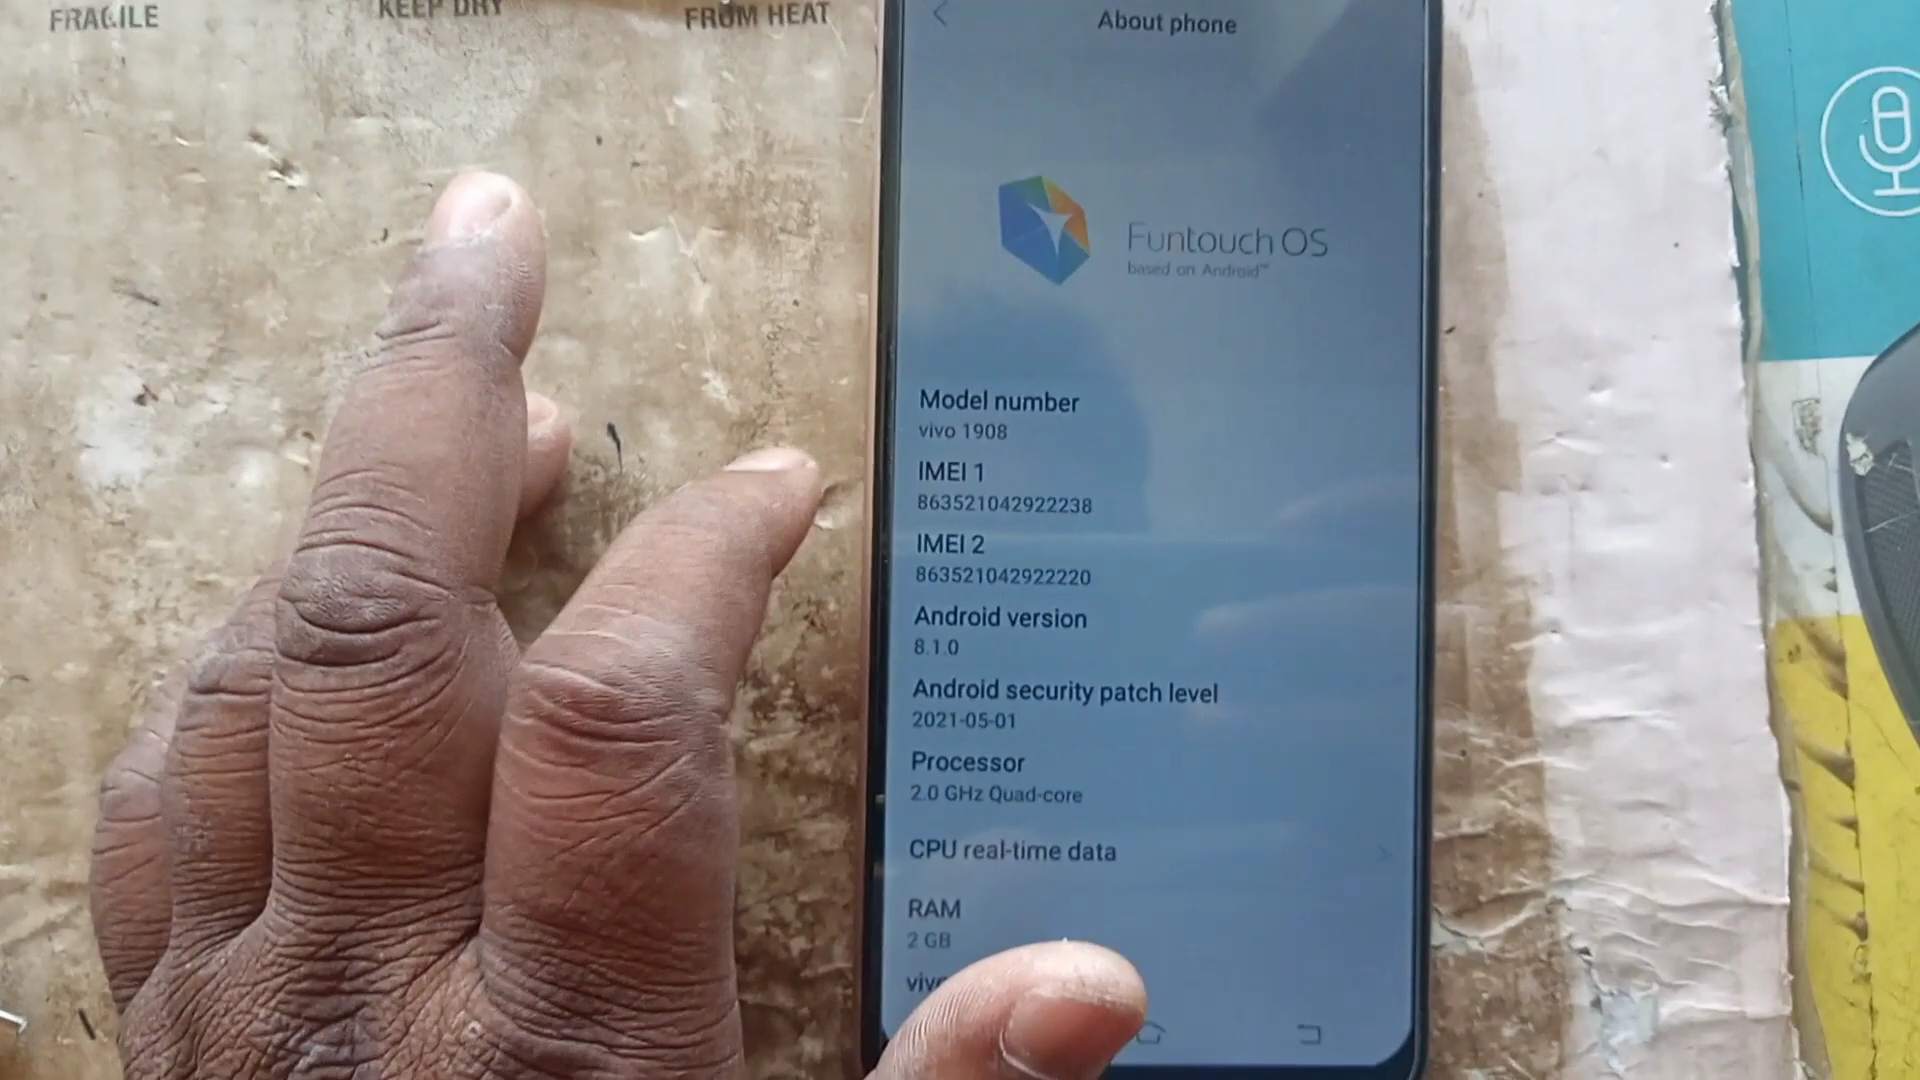 FRAGILE
KEEP DRY
FROM HEAT
About phone
Funtouch OS
based on Android™
Model number
vivo 1908
IMEI 1
863521042922238
IMEI 2
863521042922220
Android version
8.1.0
Android security patch level
2021-05-01
Processor
2.0 GHz Quad-core
CPU real-time data
RAM
2 GB